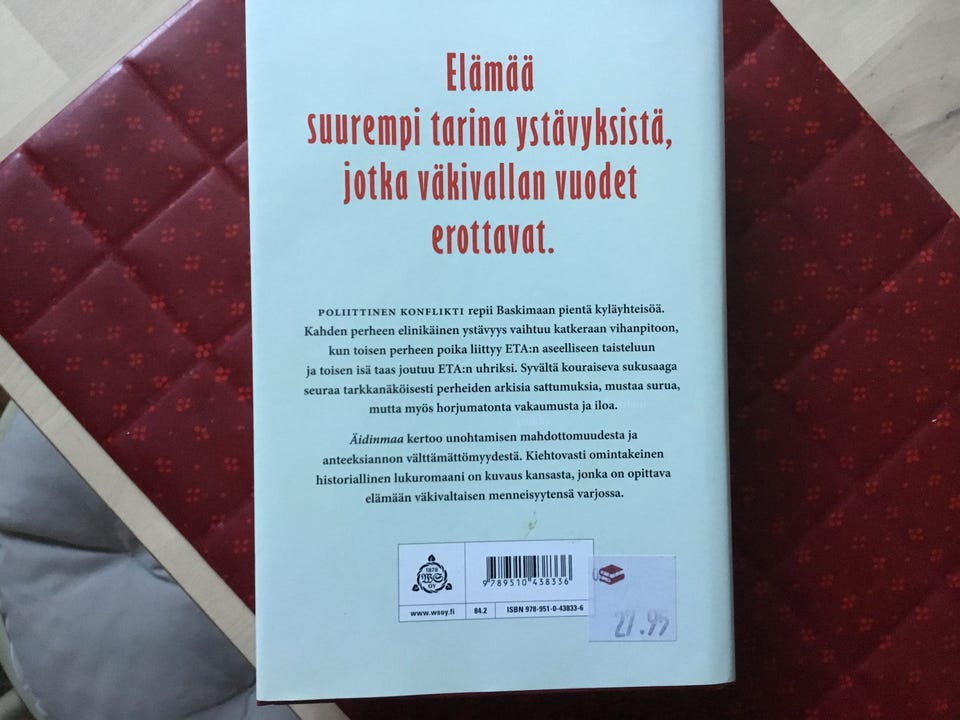 Elämää
suurempi tarina ystävyksistä,
jotka väkivallan vuodet
erottavat.
POLIITTINEN KONFLIKTI repii Baskimaan pientä kyläyhteisöä.
Kahden perheen elinikäinen ystävyys vaihtuu katkeraan vihanpitoon,
kun toisen perheen poika liittyy ETA:n aseelliseen taisteluun
ja toisen isä taas joutuu ETA:n uhriksi. Syvältä kouraiseva sukusaaga
seuraa tarkkanäköisesti perheiden arkisia sattumuksia, mustaa surua,
mutta myös horjumatonta vakaumusta ja iloa.
Äidinmaa kertoo unohtamisen mahdottomuudesta ja
anteeksiannon välttämättömyydestä. Kiehtovasti omintakeinen
historiallinen lukuromaani on kuvaus kansasta, jonka on opittava
elämään väkivaltaisen menneisyytensä varjossa.
1878
WS
OY
9789510438336
www.wsoy.fi
84.2
ISBN 978-951-0-43833-6
27.95